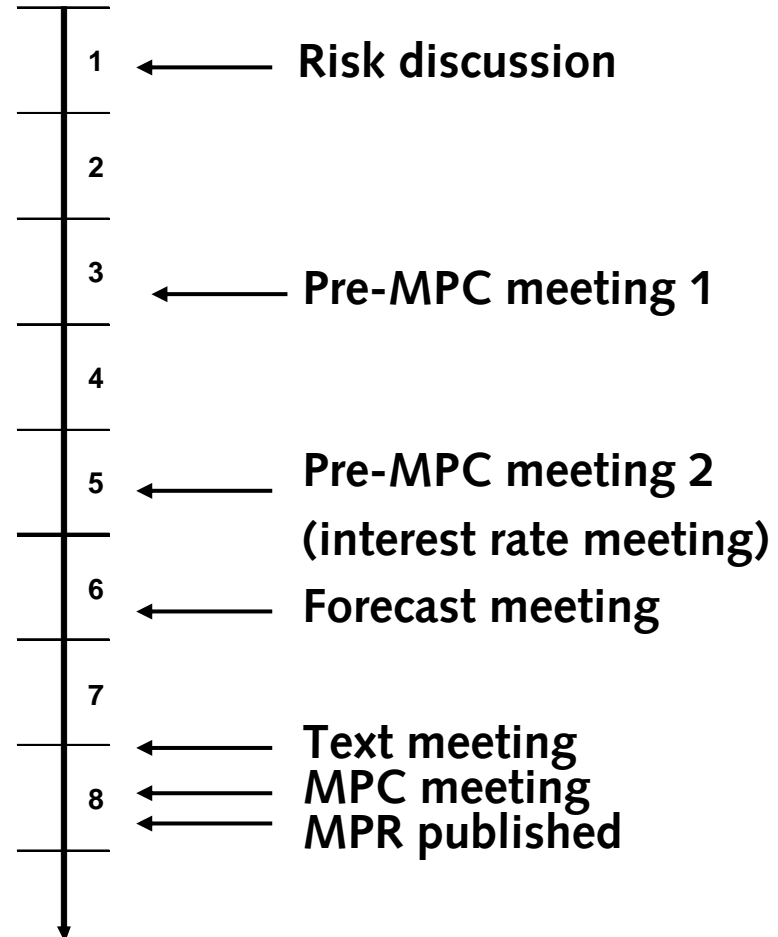 1 Risk discussion
2
3 Pre-MPC meeting 1
4
5 Pre-MPC meeting 2
(interest rate meeting)
6 Forecast meeting
7
Text meeting
8 MPC meeting
MPR published